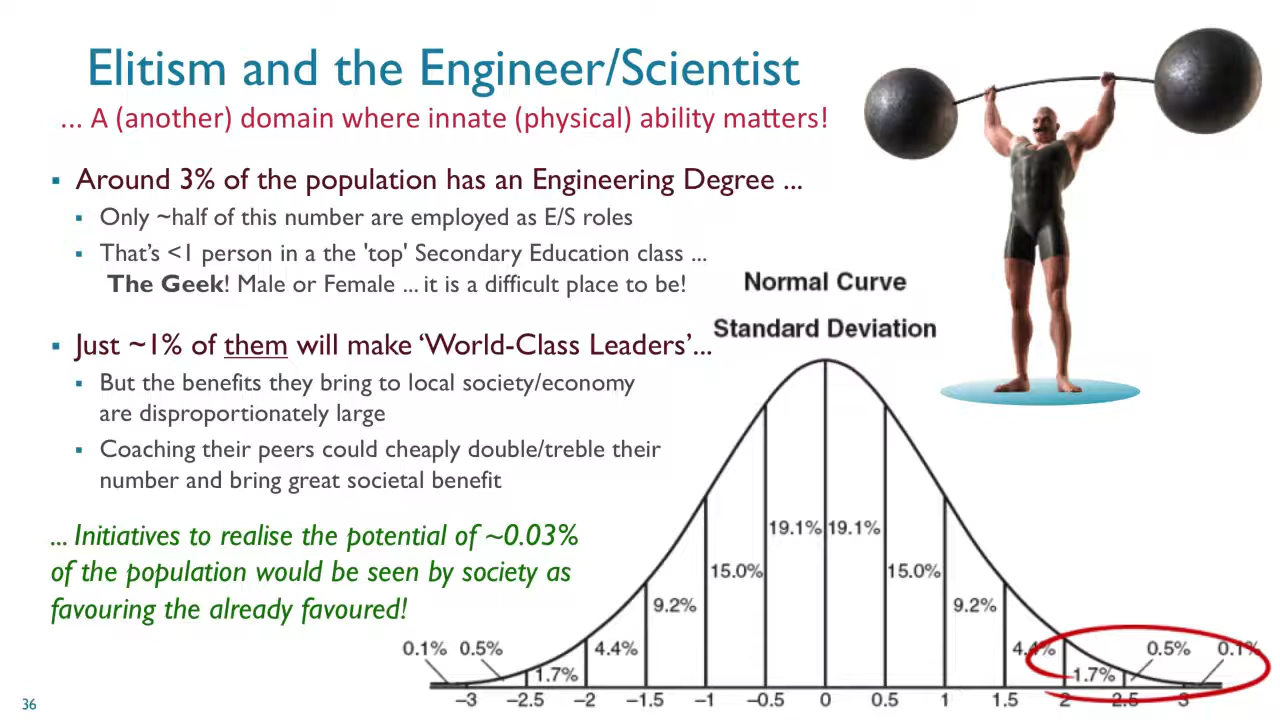 Elitism and the Engineer/Scientist
... A (another) domain where innate (physical) ability matters!
▪ Around 3% of the population has an Engineering Degree ...
▪ Only ~half of this number are employed as E/S roles
▪ That’s <1 person in a the 'top' Secondary Education class ...
The Geek! Male or Female ... it is a difficult place to be!
▪ Just ~1% of them will make ‘World-Class Leaders’...
▪ But the benefits they bring to local society/economy
are disproportionately large
▪ Coaching their peers could cheaply double/treble their
number and bring great societal benefit
... Initiatives to realise the potential of ~0.03%
of the population would be seen by society as
favouring the already favoured!
Normal Curve
Standard Deviation
19.1% 19.1%
15.0% 15.0%
9.2% 9.2%
0.1% 0.5% 4.4% 4.4% 0.5% 0.1%
1.7% 1.7%
−3 −2.5 −2 −1.5 −1 −0.5 0 0.5 1 1.5 2 2.5 3
36